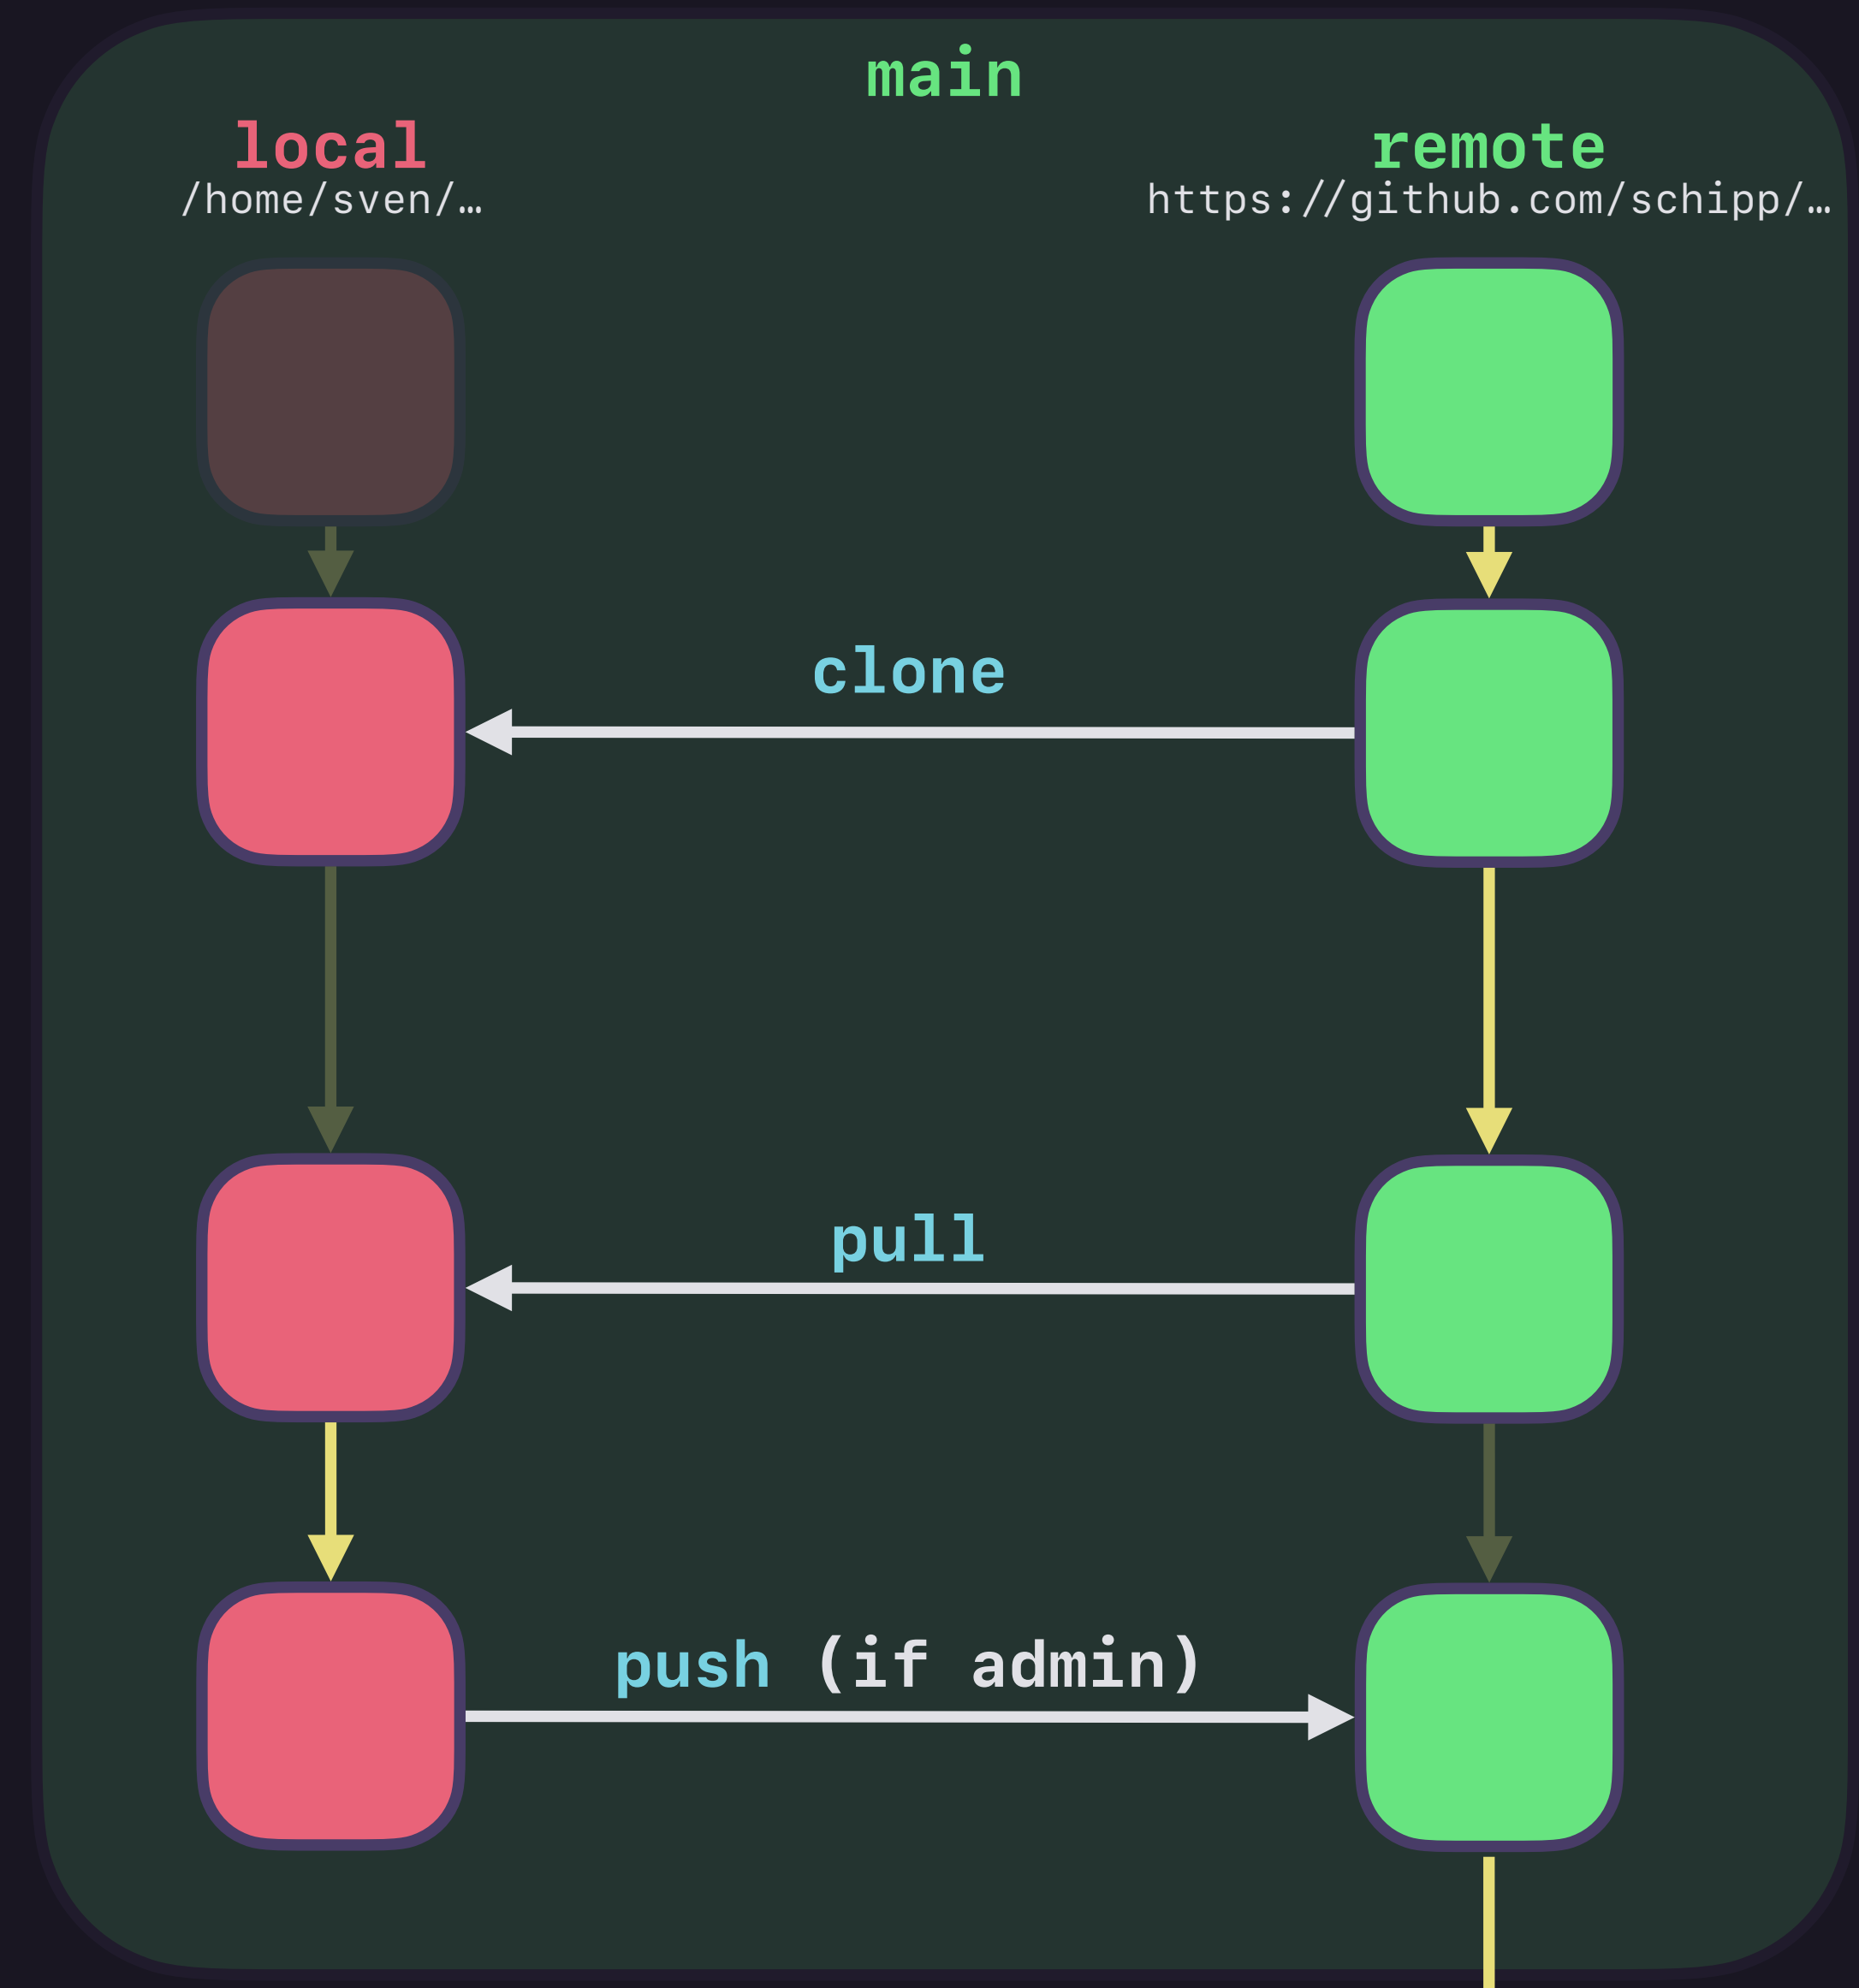 main
local
/home/sven/…
remote
https://github.com/schipp/…
clone
pull
push (if admin)